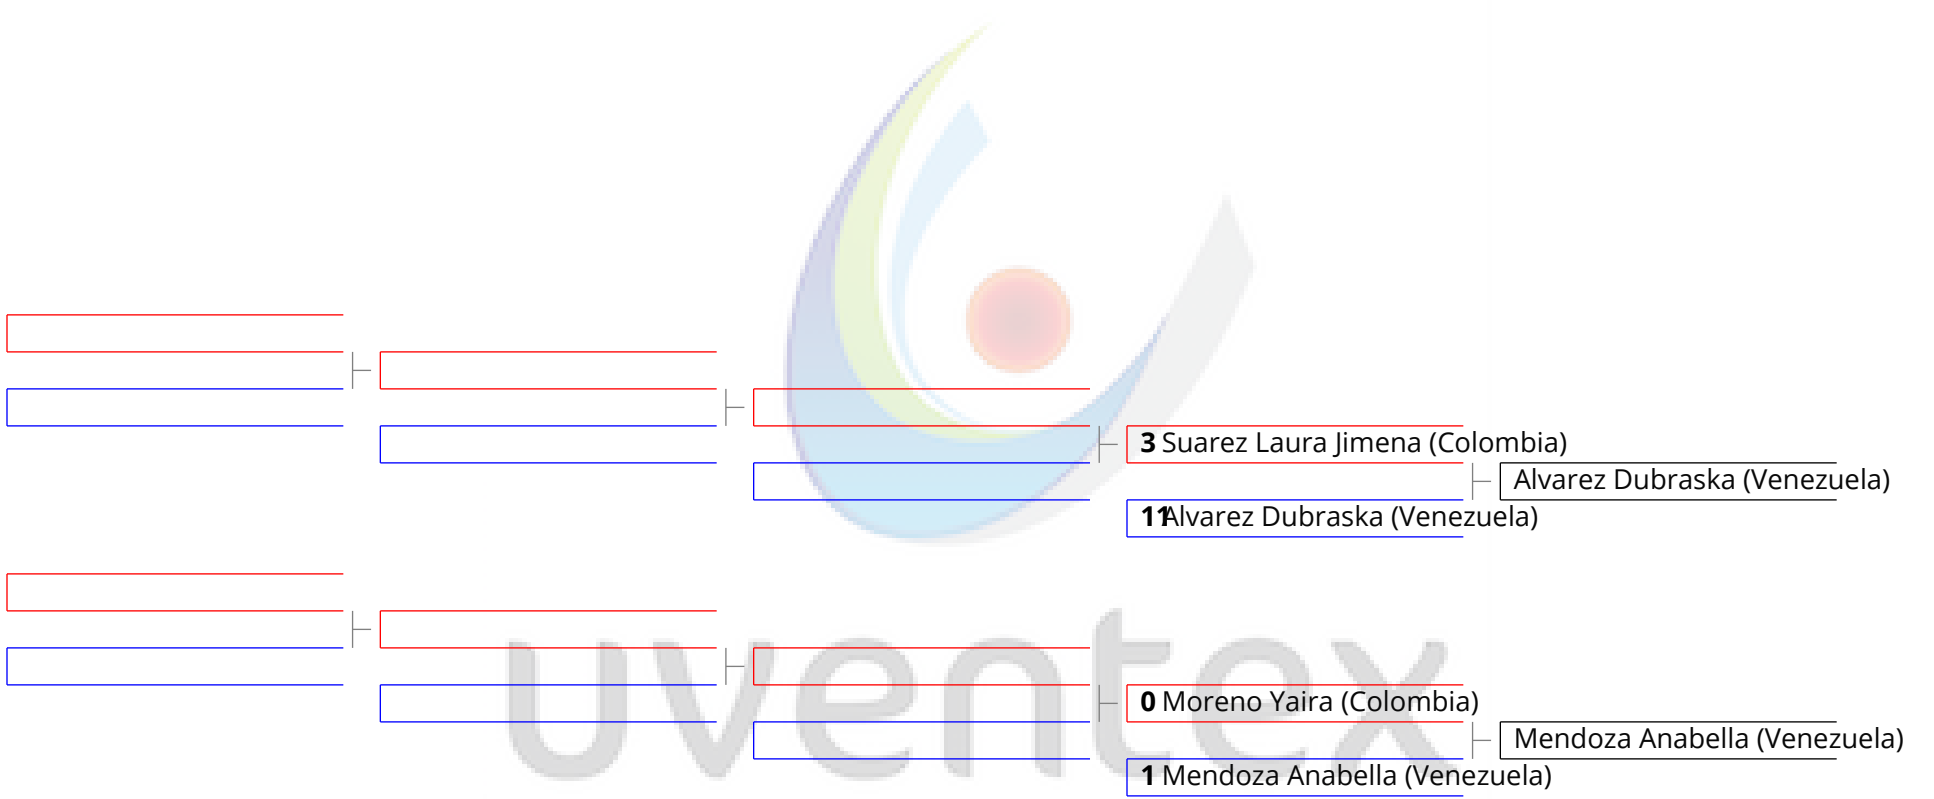 3 Suarez Laura Jimena (Colombia)
Alvarez Dubraska (Venezuela)
11 Alvarez Dubraska (Venezuela)
uventex
0 Moreno Yaira (Colombia)
Mendoza Anabella (Venezuela)
1 Mendoza Anabella (Venezuela)